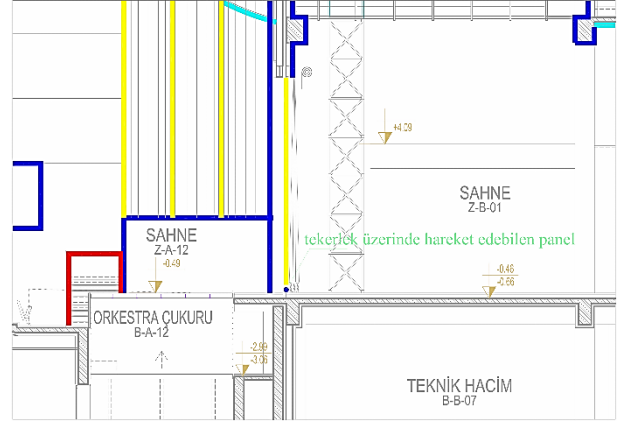 +4.09
SAHNE
Z-B-01
SAHNE
Z-A-12
-0.49
tekerlek üzerinde hareket edebilen panel
-0.46
-0.66
ORKESTRA ÇUKURU
B-A-12
-2.99
-3.06
TEKNİK HACİM
B-B-07